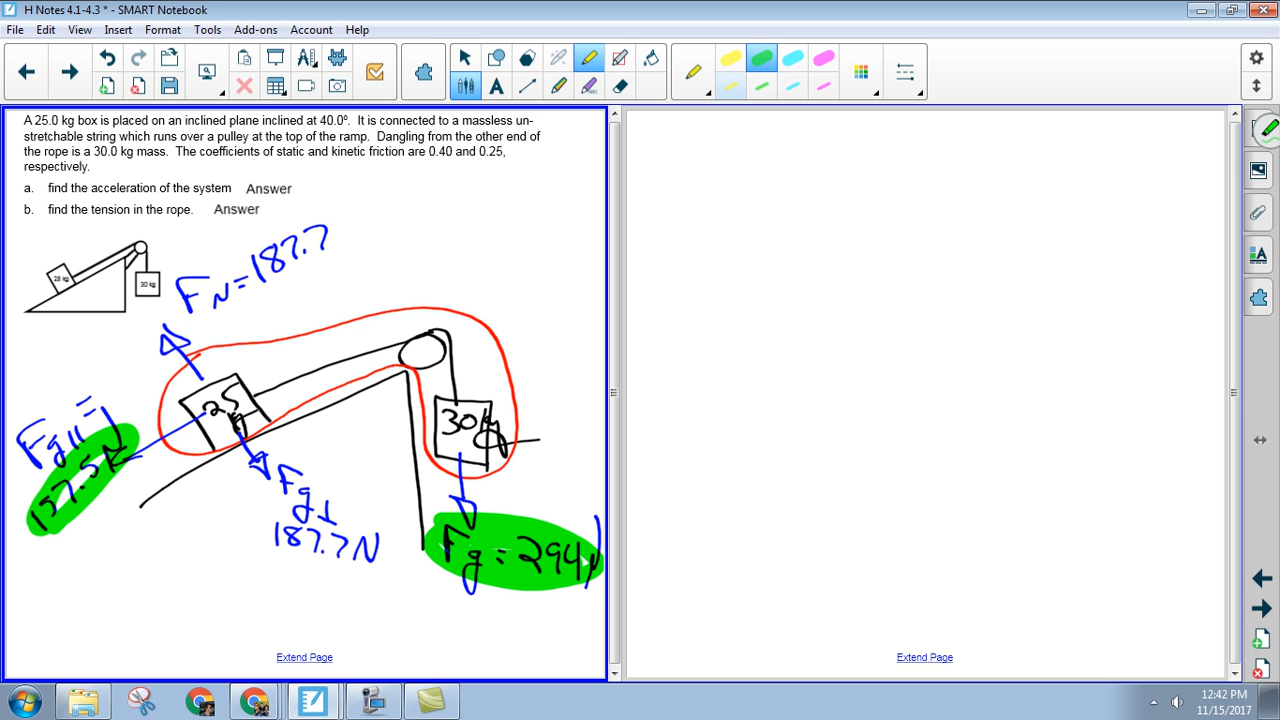 H Notes 4.1-4.3 * - SMART Notebook
File Edit View Insert Format Tools Add-ons Account Help
A 25.0 kg box is placed on an inclined plane inclined at 40.0º. It is connected to a massless un-
stretchable string which runs over a pulley at the top of the ramp. Dangling from the other end of
the rope is a 30.0 kg mass. The coefficients of static and kinetic friction are 0.40 and 0.25,
respectively.
a. find the acceleration of the system Answer
b. find the tension in the rope. Answer
25 kg
30 kg
FN = 187.7
25 kg
30 kg
Fg|| =
157.5 N
Fg⊥
187.7 N
Fg = 294 N
Extend Page
Extend Page
12:42 PM
11/15/2017